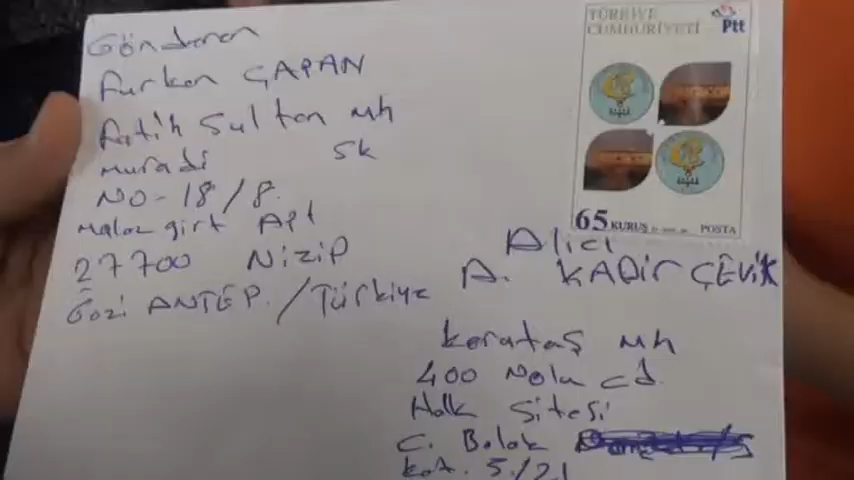 Gönderen
Furkan ÇAPAN
Fatih Sultan Mh
Muradi SK
NO-18/8.
Malazgirt Apt
27700 NiZiP
Gazi ANTEP. /Türkiye
TÜRKİYE
CUMHURİYETİ
Ptt
65 KURUŞ
POSTA
Alıcı
A. KADİR ÇEVİK
Karataş Mh
400 Nolu cd.
Halk Sitesi
C. Balok
kat. 5./21